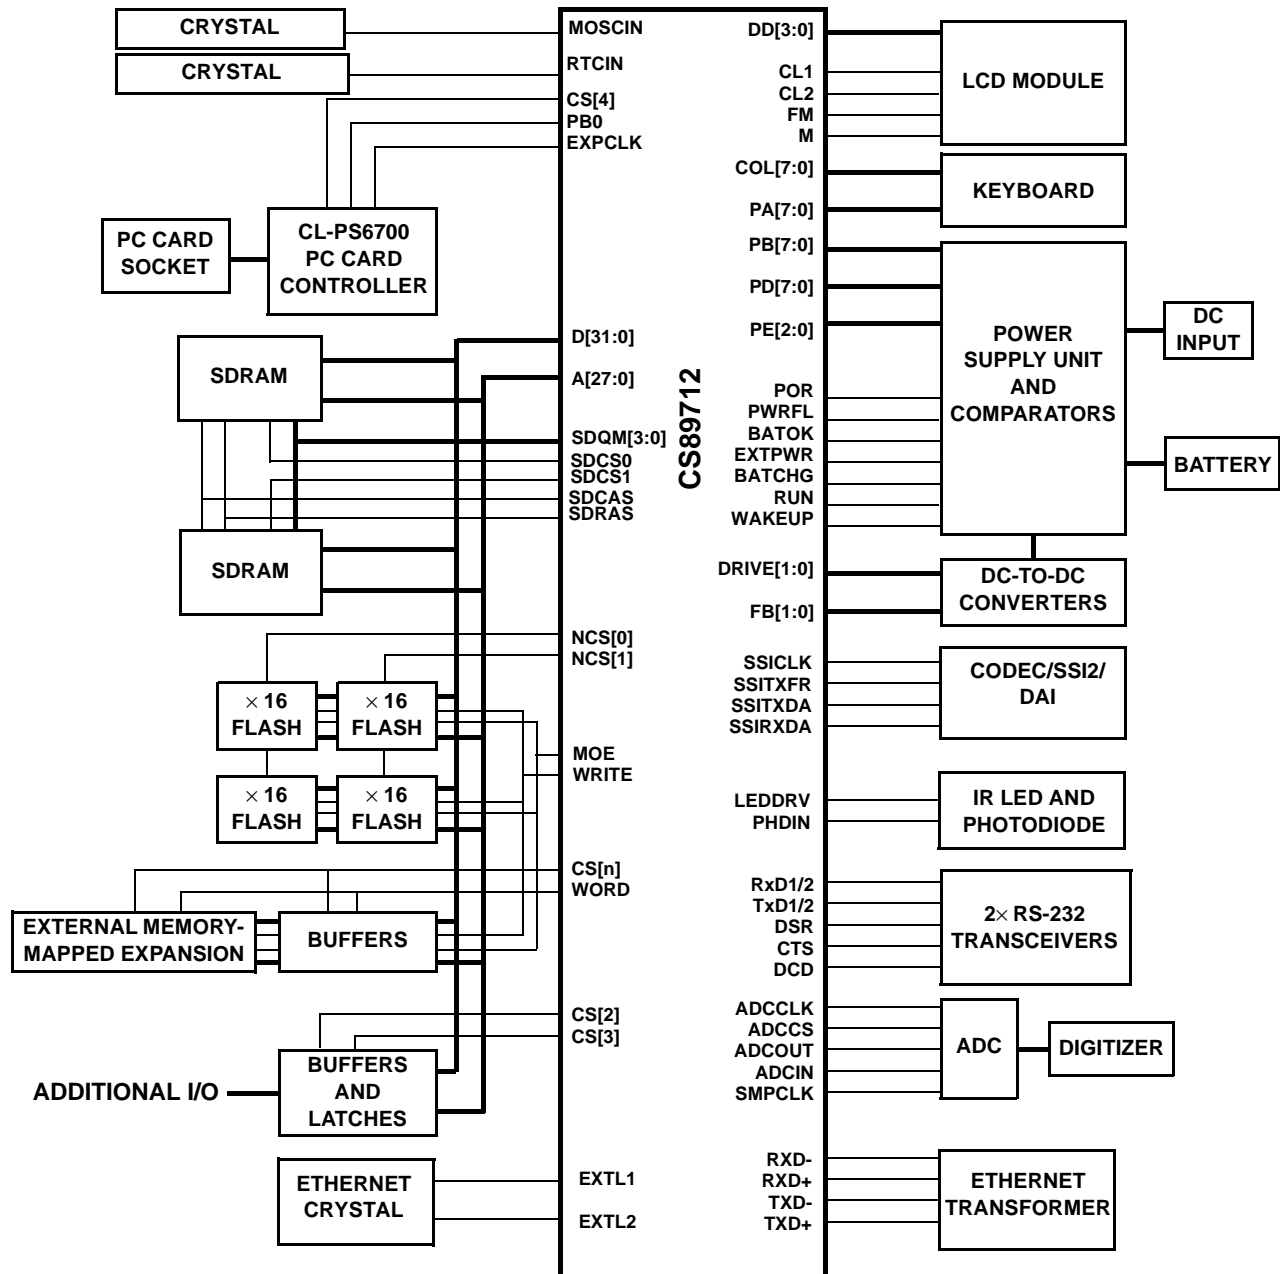 CRYSTAL
CRYSTAL
PC CARD
SOCKET
CL-PS6700
PC CARD
CONTROLLER
SDRAM
SDRAM
× 16
FLASH
× 16
FLASH
× 16
FLASH
× 16
FLASH
EXTERNAL MEMORY-
MAPPED EXPANSION
BUFFERS
ADDITIONAL I/O
BUFFERS
AND
LATCHES
ETHERNET
CRYSTAL
MOSCIN
RTCIN
CS[4]
PB0
EXPCLK
D[31:0]
A[27:0]
SDQM[3:0]
SDCS0
SDCS1
SDCAS
SDRAS
NCS[0]
NCS[1]
MOE
WRITE
CS[n]
WORD
CS[2]
CS[3]
EXTL1
EXTL2
CS89712
DD[3:0]
CL1
CL2
FM
M
COL[7:0]
PA[7:0]
PB[7:0]
PD[7:0]
PE[2:0]
POR
PWRFL
BATOK
EXTPWR
BATCHG
RUN
WAKEUP
DRIVE[1:0]
FB[1:0]
SSICLK
SSITXFR
SSITXDA
SSIRXDA
LEDDRV
PHDIN
RxD1/2
TxD1/2
DSR
CTS
DCD
ADCCLK
ADCCS
ADCOUT
ADCIN
SMPCLK
RXD-
RXD+
TXD-
TXD+
LCD MODULE
KEYBOARD
POWER
SUPPLY UNIT
AND
COMPARATORS
DC
INPUT
BATTERY
DC-TO-DC
CONVERTERS
CODEC/SSI2/
DAI
IR LED AND
PHOTODIODE
2× RS-232
TRANSCEIVERS
ADC
DIGITIZER
ETHERNET
TRANSFORMER